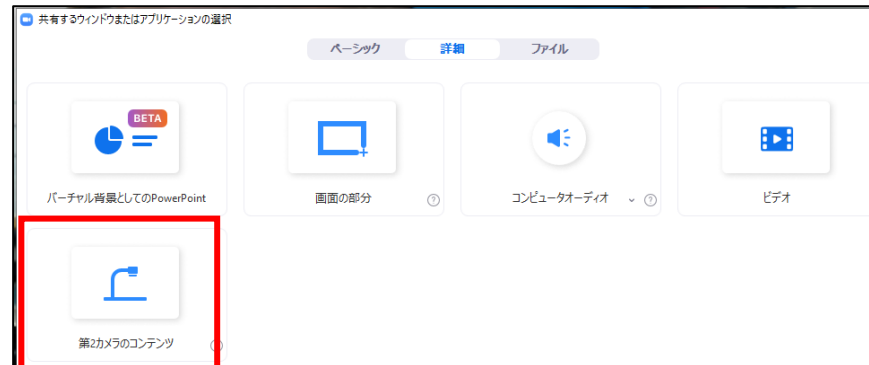 共有するウィンドウまたはアプリケーションの選択
ベーシック 詳細 ファイル
BETA
バーチャル背景としてのPowerPoint
画面の部分 ?
コンピュータオーディオ ?
ビデオ
第2カメラのコンテンツ